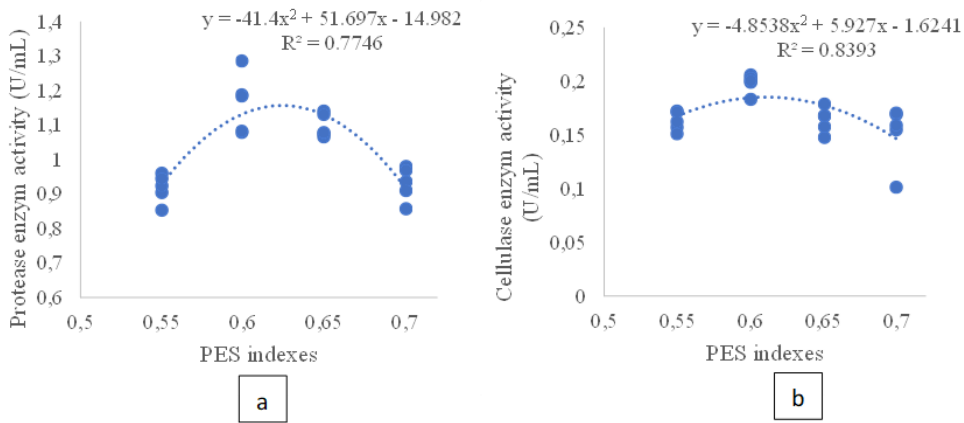 y = -41.4x² + 51.697x - 14.982
R² = 0.7746
Protease enzym activity (U/mL)
1,4
1,3
1,2
1,1
1
0,9
0,8
0,7
0,6
0,5
0,55
0,6
0,65
0,7
PES indexes
a
y = -4.8538x² + 5.927x - 1.6241
R² = 0.8393
Cellulase enzym activity
(U/mL)
0,25
0,2
0,15
0,1
0,05
0
0,5
0,55
0,6
0,65
0,7
PES indexes
b